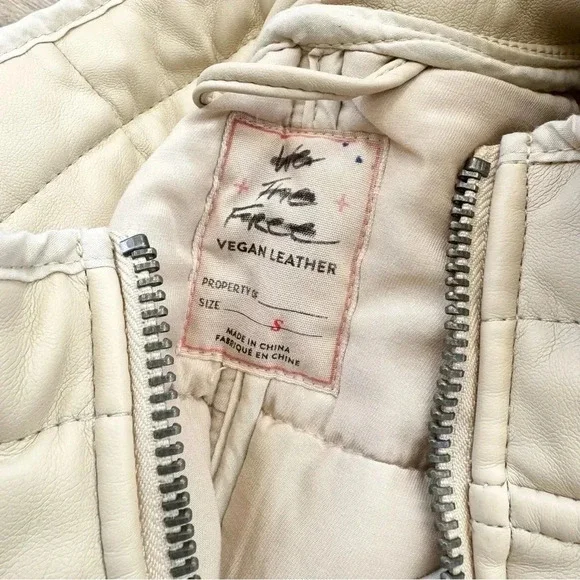 We
The
Free
VEGAN LEATHER
PROPERTY OF
SIZE S
MADE IN CHINA
FABRIQUÉ EN CHINE